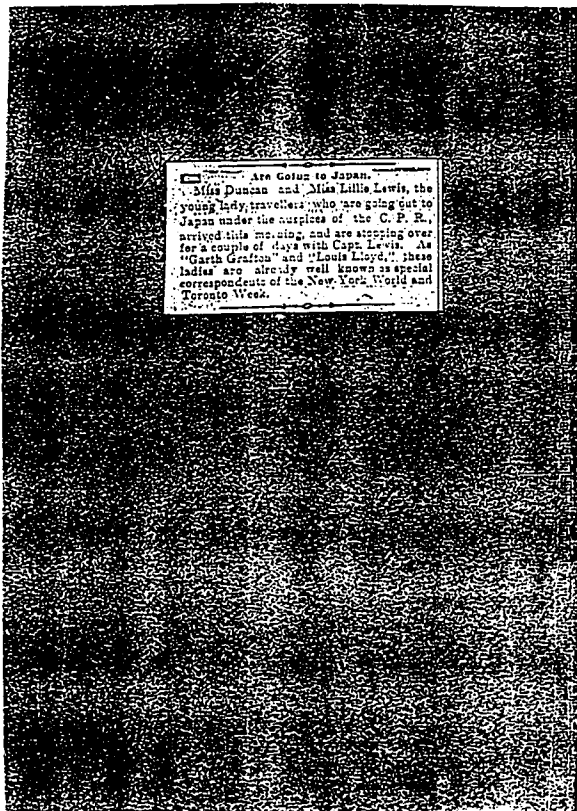 Are Going to Japan.
Miss Duncan and Miss Lillie Lewis, the
young lady travellers who are going out to
Japan under the auspices of the C. P. R.,
arrived this morning, and are stopping over
for a couple of days with Capt. Lewis. As
"Garth Grafton" and "Louis Lloyd," these
ladies are already well known as special
correspondents of the New York World and
Toronto Week.